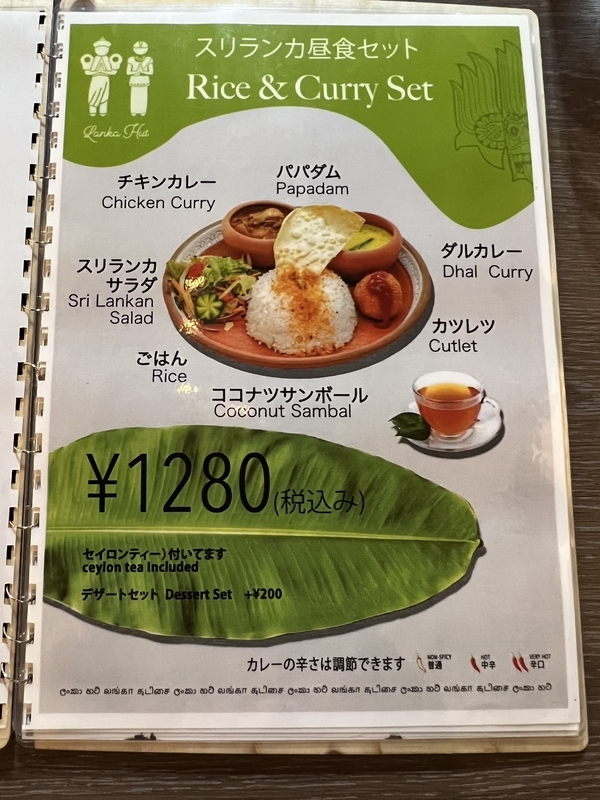 スリランカ昼食セット
Rice & Curry Set
Lanka Hut
チキンカレー
Chicken Curry
パパダム
Papadam
ダルカレー
Dhal Curry
スリランカ
サラダ
Sri Lankan
Salad
カツレツ
Cutlet
ごはん
Rice
ココナツサンボール
Coconut Sambal
¥1280(税込み)
セイロンティー）付いてます
ceylon tea Included
デザートセット Dessert Set +¥200
カレーの辛さは調節できます
NON-SPICY
普通
HOT
中辛
VERY HOT
辛口